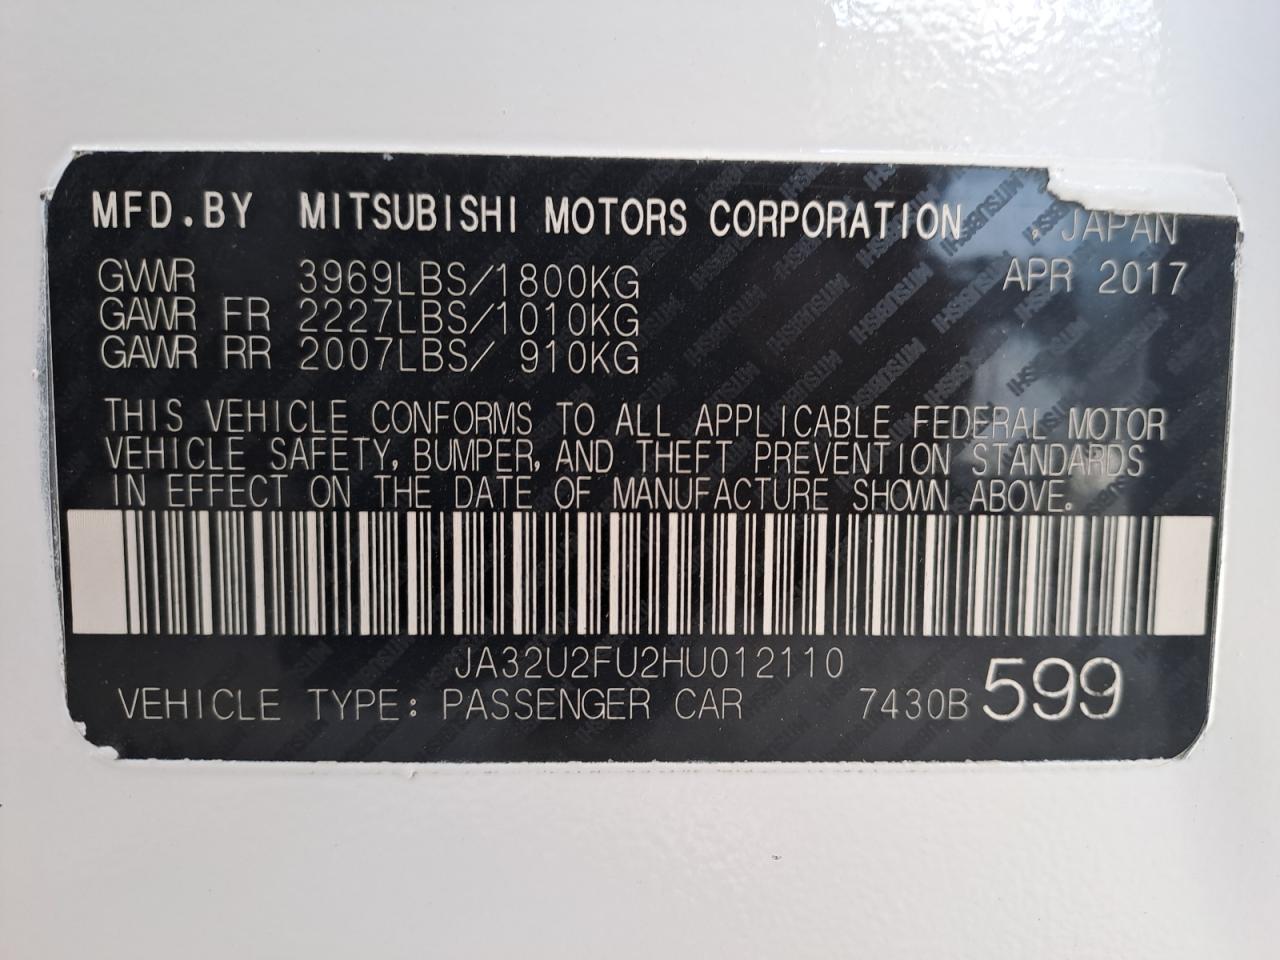 MFD.BY MITSUBISHI MOTORS CORPORATION , JAPAN
GVWR 3969LBS/1800KG APR 2017
GAWR FR 2227LBS/1010KG
GAWR RR 2007LBS/ 910KG
THIS VEHICLE CONFORMS TO ALL APPLICABLE FEDERAL MOTOR
VEHICLE SAFETY, BUMPER, AND THEFT PREVENTION STANDARDS
IN EFFECT ON THE DATE OF MANUFACTURE SHOWN ABOVE.
JA32U2FU2HU012110
VEHICLE TYPE: PASSENGER CAR 7430B 599